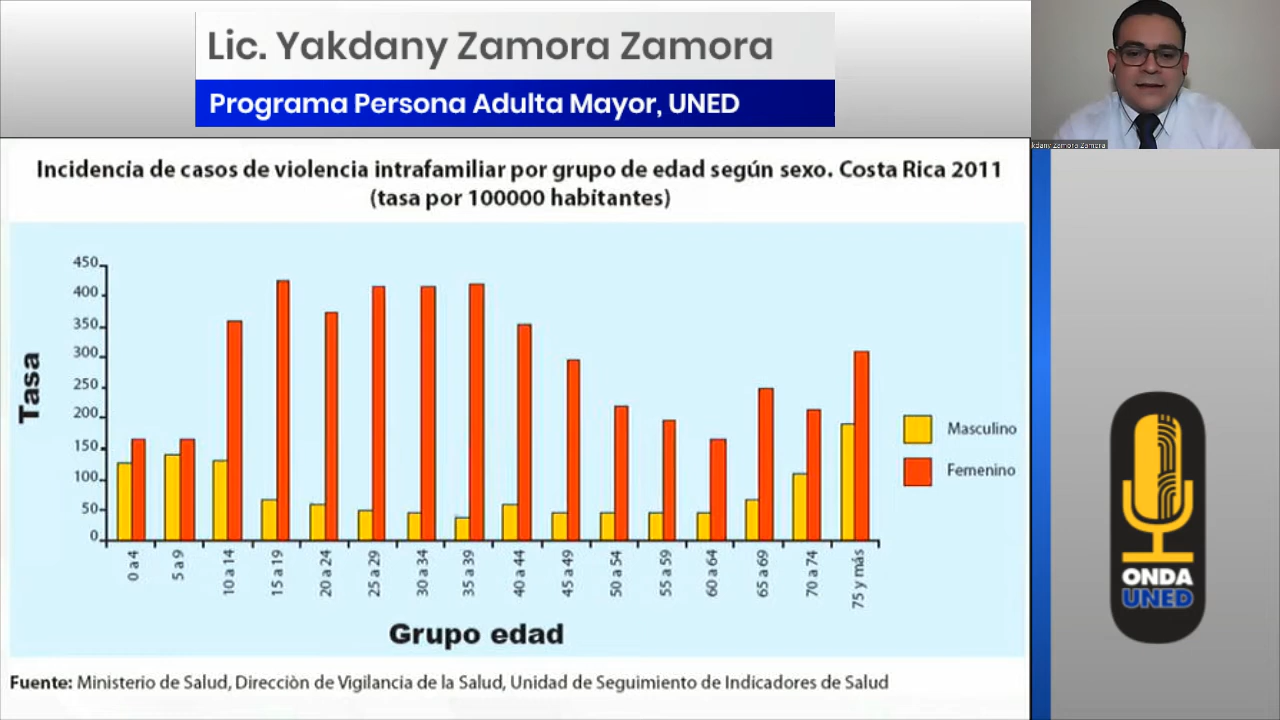 Lic. Yakdany Zamora Zamora
Programa Persona Adulta Mayor, UNED
kdany Zamora Zamora
Incidencia de casos de violencia intrafamiliar por grupo de edad según sexo. Costa Rica 2011
(tasa por 100000 habitantes)
Tasa
450
400
350
300
250
200
150
100
50
0
0 a 4
5 a 9
10 a 14
15 a 19
20 a 24
25 a 29
30 a 34
35 a 39
40 a 44
45 a 49
50 a 54
55 a 59
60 a 64
65 a 69
70 a 74
75 y más
Grupo edad
Masculino
Femenino
Fuente: Ministerio de Salud, Direcciòn de Vigilancia de la Salud, Unidad de Seguimiento de Indicadores de Salud
ONDA
UNED